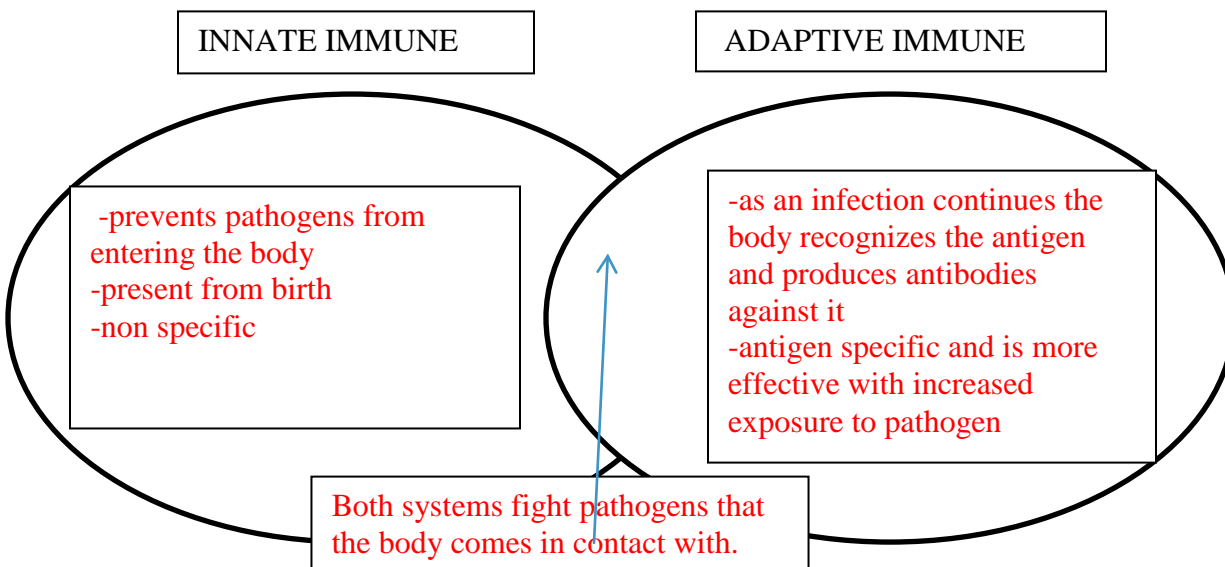 INNATE IMMUNE
ADAPTIVE IMMUNE
-prevents pathogens from
entering the body
-present from birth
-non specific
-as an infection continues the
body recognizes the antigen
and produces antibodies
against it
-antigen specific and is more
effective with increased
exposure to pathogen
Both systems fight pathogens that
the body comes in contact with.